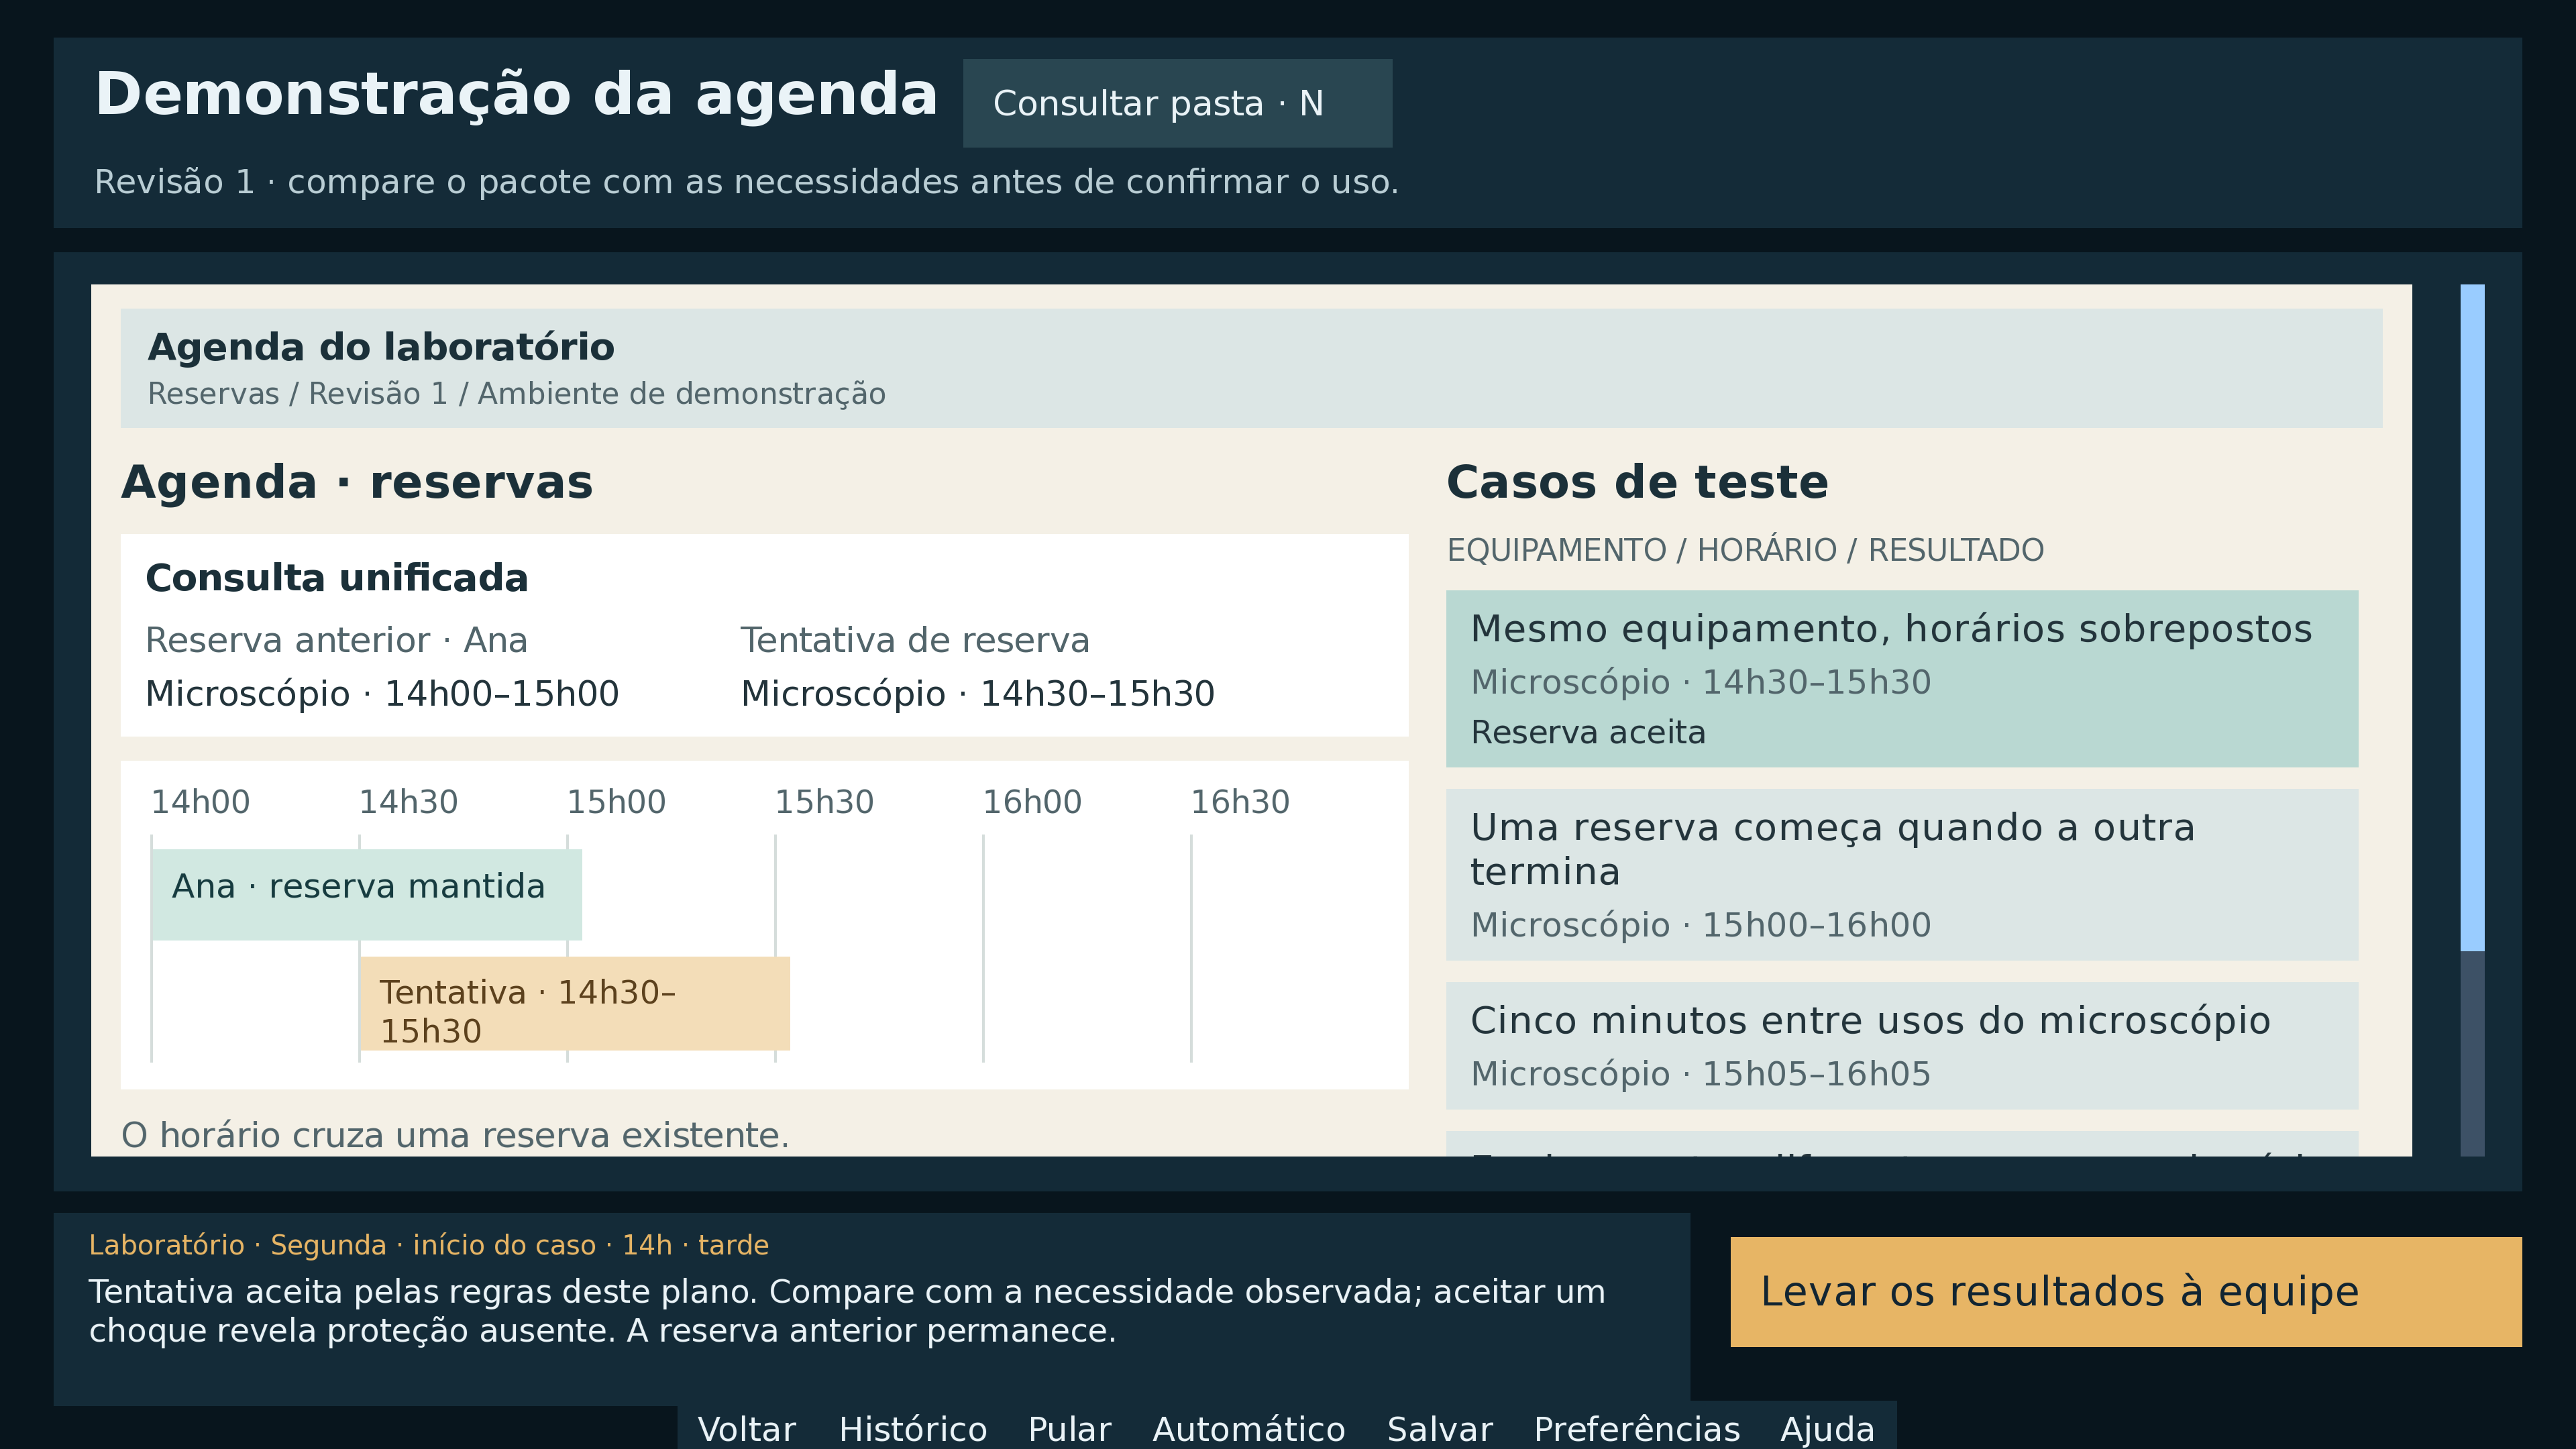 Demonstração da agenda
Consultar pasta · N
Revisão 1 · compare o pacote com as necessidades antes de confirmar o uso.
Agenda do laboratório
Reservas / Revisão 1 / Ambiente de demonstração
Agenda · reservas
Consulta unificada
Reserva anterior · Ana
Tentativa de reserva
Microscópio · 14h00–15h00
Microscópio · 14h30–15h30
14h00
14h30
15h00
15h30
16h00
16h30
Ana · reserva mantida
Tentativa · 14h30–
15h30
O horário cruza uma reserva existente.
Casos de teste
EQUIPAMENTO / HORÁRIO / RESULTADO
Mesmo equipamento, horários sobrepostos
Microscópio · 14h30–15h30
Reserva aceita
Uma reserva começa quando a outra
termina
Microscópio · 15h00–16h00
Cinco minutos entre usos do microscópio
Microscópio · 15h05–16h05
Laboratório · Segunda · início do caso · 14h · tarde
Tentativa aceita pelas regras deste plano. Compare com a necessidade observada; aceitar um
choque revela proteção ausente. A reserva anterior permanece.
Levar os resultados à equipe
Voltar
Histórico
Pular
Automático
Salvar
Preferências
Ajuda